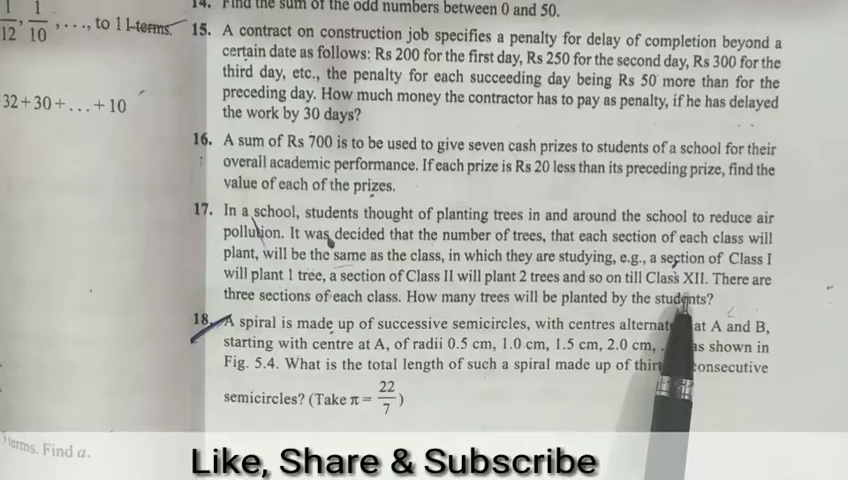 14. Find the sum of the odd numbers between 0 and 50.
1/12, 1/10, ..., to 11 terms.
32+30+...+10
15. A contract on construction job specifies a penalty for delay of completion beyond a
certain date as follows: Rs 200 for the first day, Rs 250 for the second day, Rs 300 for the
third day, etc., the penalty for each succeeding day being Rs 50 more than for the
preceding day. How much money the contractor has to pay as penalty, if he has delayed
the work by 30 days?
16. A sum of Rs 700 is to be used to give seven cash prizes to students of a school for their
overall academic performance. If each prize is Rs 20 less than its preceding prize, find the
value of each of the prizes.
17. In a school, students thought of planting trees in and around the school to reduce air
pollution. It was decided that the number of trees, that each section of each class will
plant, will be the same as the class, in which they are studying, e.g., a section of Class I
will plant 1 tree, a section of Class II will plant 2 trees and so on till Class XII. There are
three sections of each class. How many trees will be planted by the students?
18. A spiral is made up of successive semicircles, with centres alternat at A and B,
starting with centre at A, of radii 0.5 cm, 1.0 cm, 1.5 cm, 2.0 cm, . as shown in
Fig. 5.4. What is the total length of such a spiral made up of thir consecutive
semicircles? (Take π = 22/7)
terms. Find a.
Like, Share & Subscribe